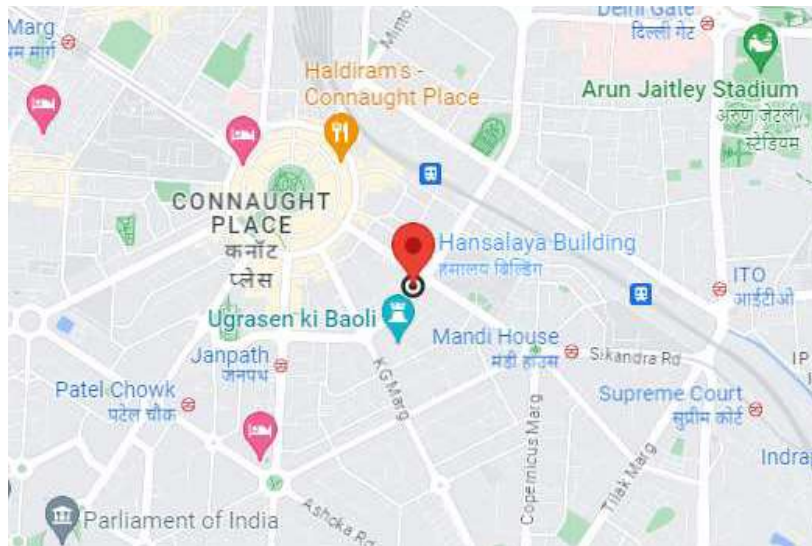 Marg
Minto
Delhi Gate
दिल्ली गेट
Haldiram's -
Connaught Place
Arun Jaitley Stadium
अरुण जेटली
स्टेडियम
CONNAUGHT
PLACE
कनॉट
प्लेस
Hansalaya Building
हंसालय बिल्डिंग
ITO
आईटीओ
Ugrasen ki Baoli
Mandi House
मंडी हाउस
Sikandra Rd
Janpath
जनपथ
KG Marg
Patel Chowk
पटेल चौक
Supreme Court
सुप्रीम कोर्ट
IP
Copernicus Marg
Tilak Marg
Ashoka Rd
Parliament of India